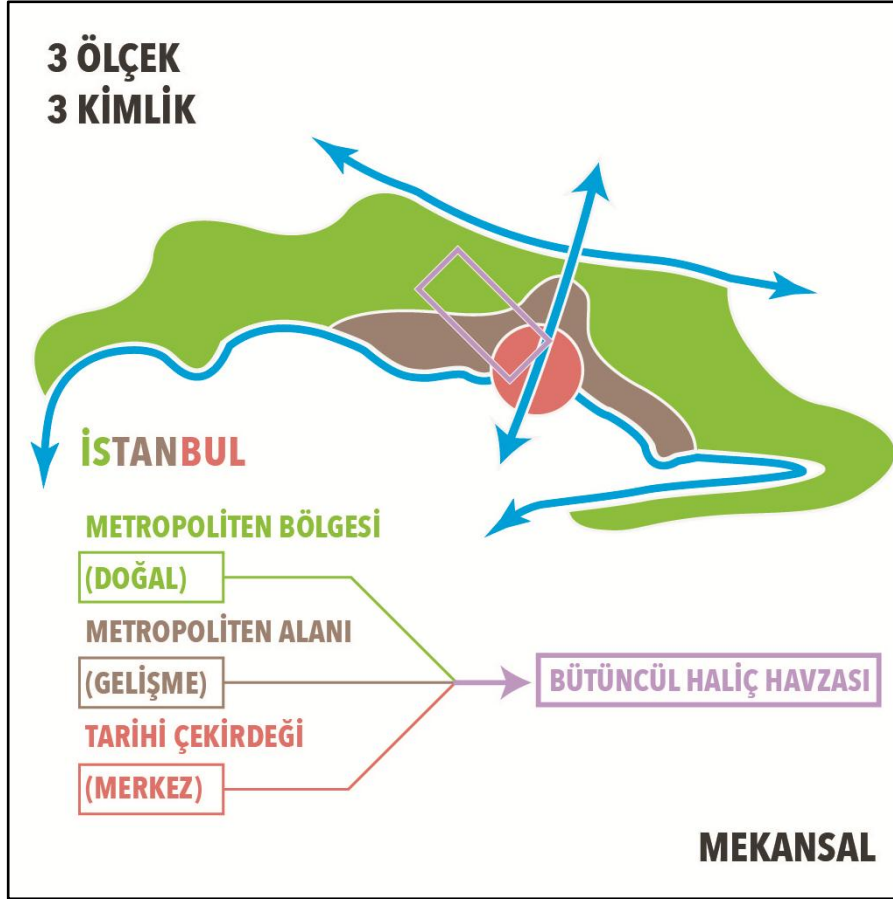 3 ÖLÇEK
3 KİMLİK
İSTANBUL
METROPOLİTEN BÖLGESİ
(DOĞAL)
METROPOLİTEN ALANI
(GELİŞME)
BÜTÜNCÜL HALİÇ HAVZASI
TARİHİ ÇEKİRDEĞİ
(MERKEZ)
MEKANSAL